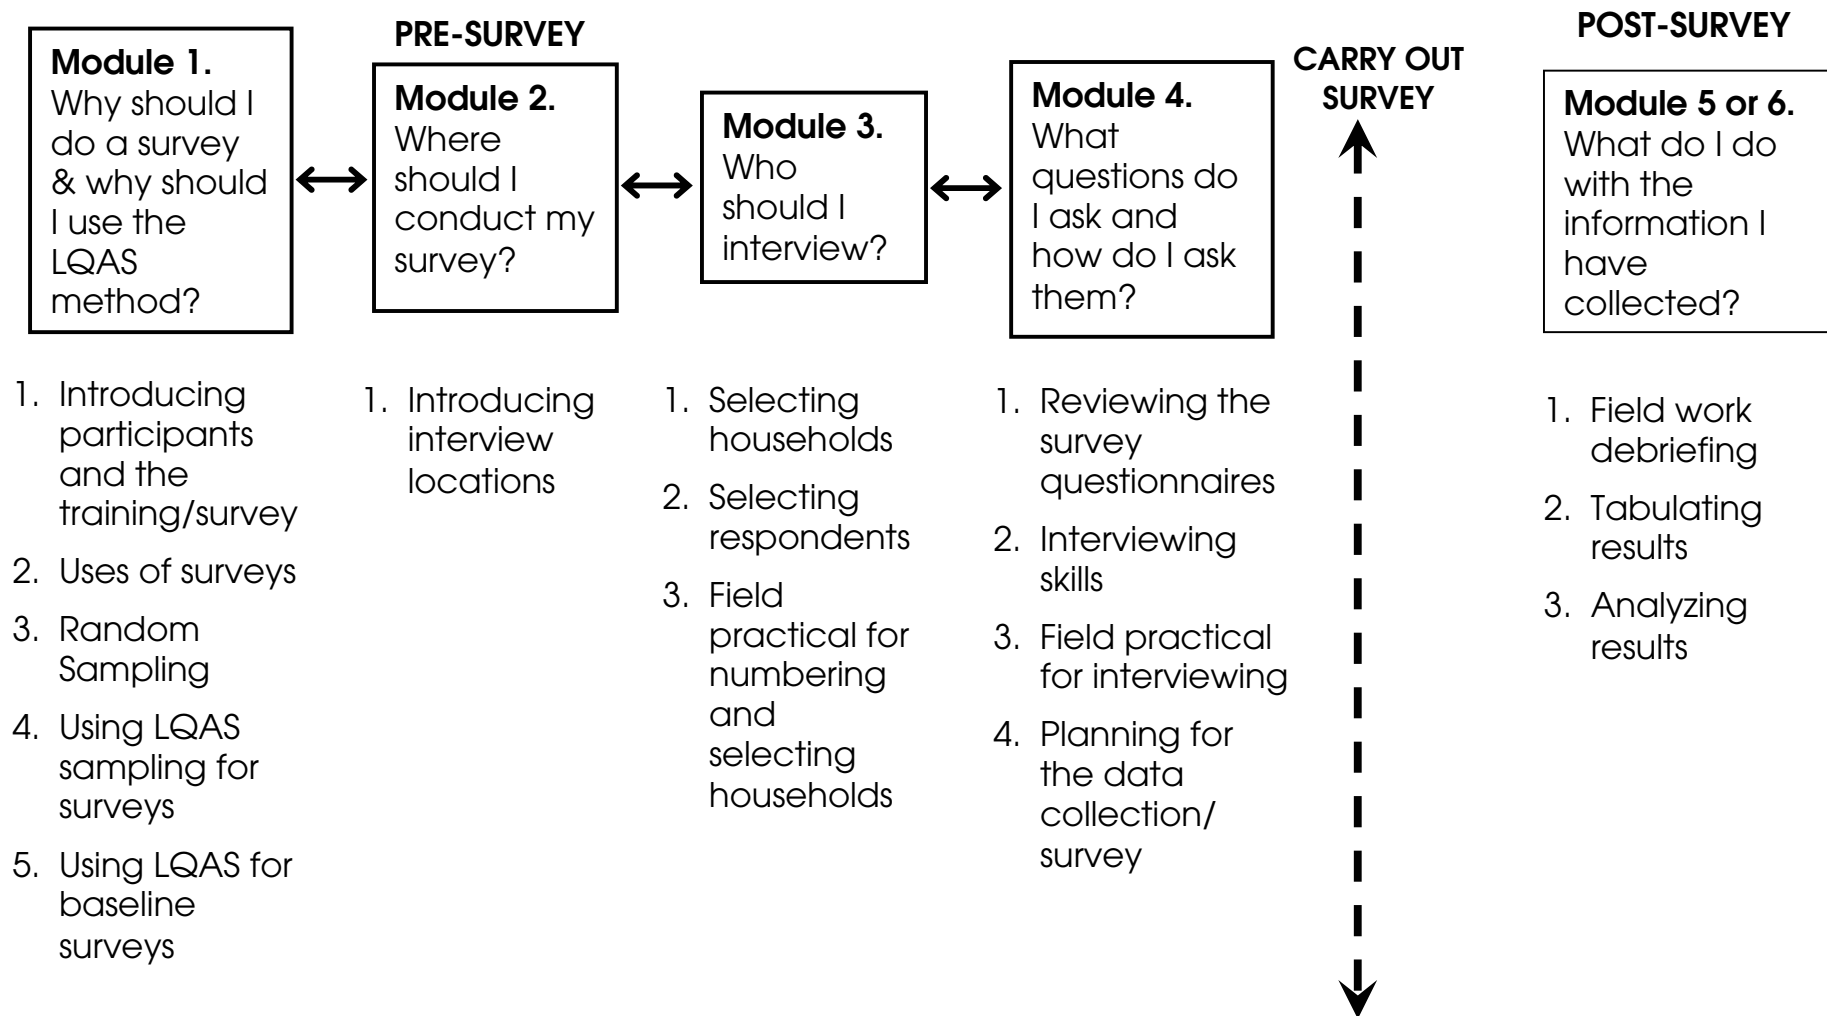 PRE-SURVEY
Module 1.
Why should I
do a survey
& why should
I use the
LQAS
method?
1. Introducing
participants
and the
training/survey
2. Uses of surveys
3. Random
Sampling
4. Using LQAS
sampling for
surveys
5. Using LQAS for
baseline
surveys
Module 2.
Where
should I
conduct my
survey?
1. Introducing
interview
locations
Module 3.
Who
should I
interview?
1. Selecting
households
2. Selecting
respondents
3. Field
practical for
numbering
and
selecting
households
Module 4.
What
questions do
I ask and
how do I ask
them?
1. Reviewing the
survey
questionnaires
2. Interviewing
skills
3. Field practical
for interviewing
4. Planning for
the data
collection/
survey
CARRY OUT
SURVEY
POST-SURVEY
Module 5 or 6.
What do I do
with the
information I
have
collected?
1. Field work
debriefing
2. Tabulating
results
3. Analyzing
results